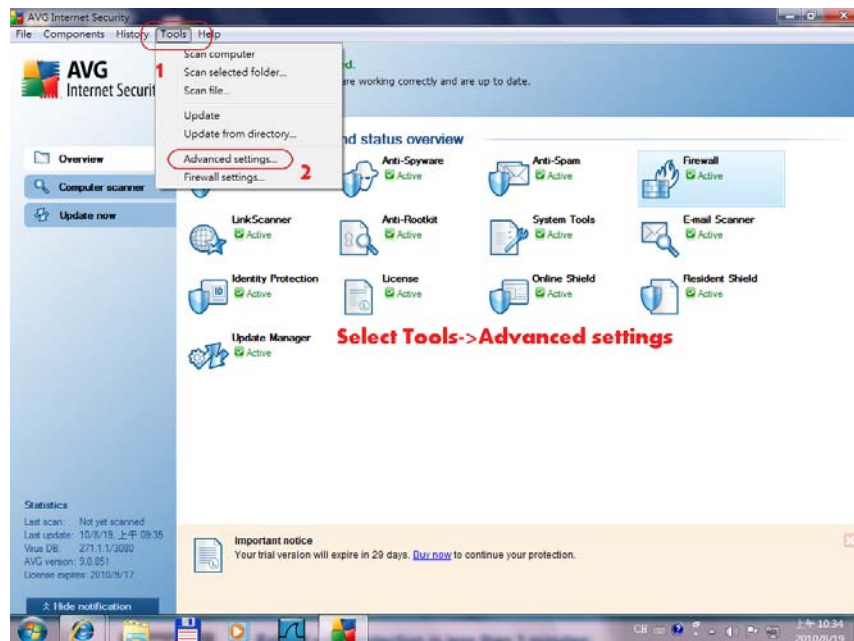 AVG Internet Security
File Components History Tools Help
1
AVG
Internet Securit
Scan computer
Scan selected folder...
Scan file...
Update
Update from directory...
Advanced settings...
2
Firewall settings...
d.
are working correctly and are up to date.
nd status overview
Overview
Computer scanner
Update now
Anti-Spyware
Active
Anti-Spam
Active
Firewall
Active
LinkScanner
Active
Anti-Rootkit
Active
System Tools
Active
E-mail Scanner
Active
Identity Protection
Active
License
Active
Online Shield
Active
Resident Shield
Active
Update Manager
Active
Select Tools->Advanced settings
Statistics
Last scan: Not yet scanned
Last update: 10/8/19, 上午 09:35
Virus DB: 271.1.1/3080
AVG version: 9.0.851
License expires: 2010/9/17
Hide notification
Important notice
Your trial version will expire in 29 days. Buy now to continue your protection.
CH
上午 10:34
2010/8/19